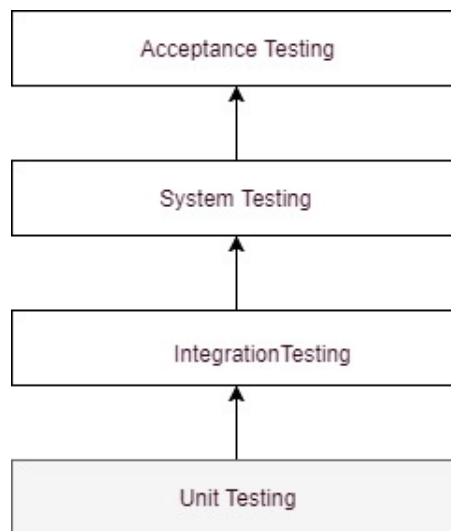 Acceptance Testing
System Testing
IntegrationTesting
Unit Testing